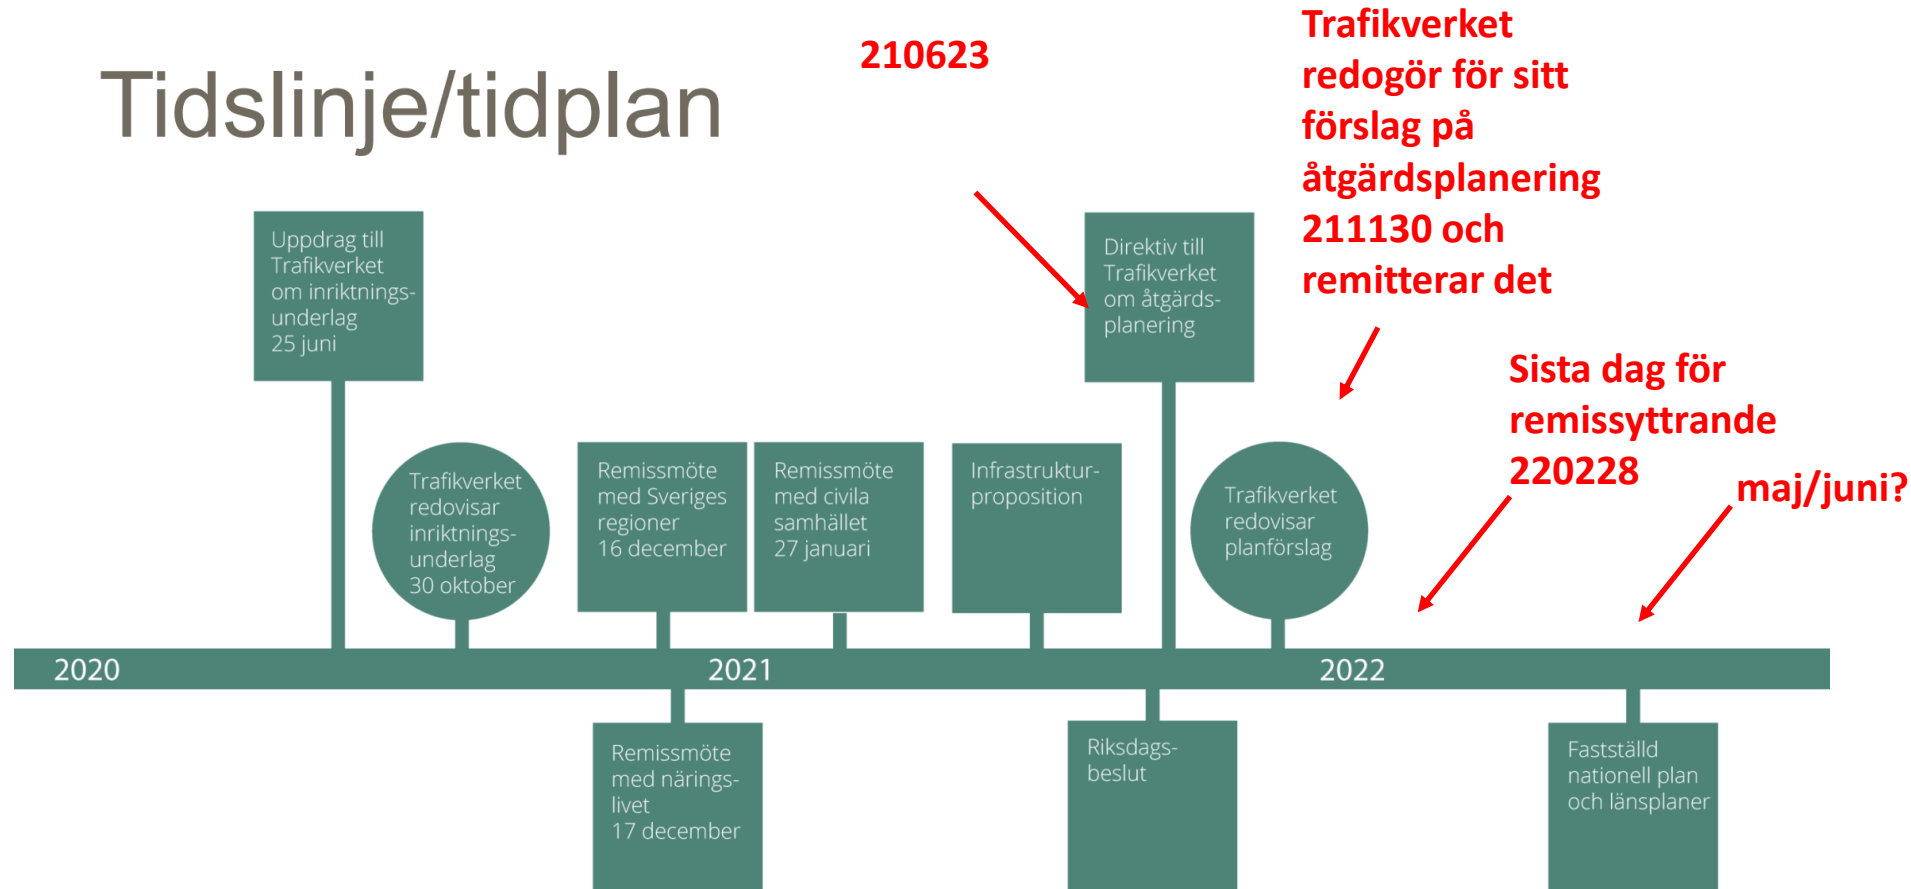 Tidslinje/tidplan
210623
Trafikverket
redogör för sitt
förslag på
åtgärdsplanering
211130 och
remitterar det
Uppdrag till
Trafikverket
om inriktnings-
underlag
25 juni
Direktiv till
Trafikverket
om åtgärds-
planering
Sista dag för
remissyttrande
220228
maj/juni?
Trafikverket
redovisar
inriktnings-
underlag
30 oktober
Remissmöte
med Sveriges
regioner
16 december
Remissmöte
med civila
samhället
27 januari
Infrastruktur-
proposition
Trafikverket
redovisar
planförslag
2020
2021
2022
Remissmöte
med närings-
livet
17 december
Riksdags-
beslut
Fastställd
nationell plan
och länsplaner